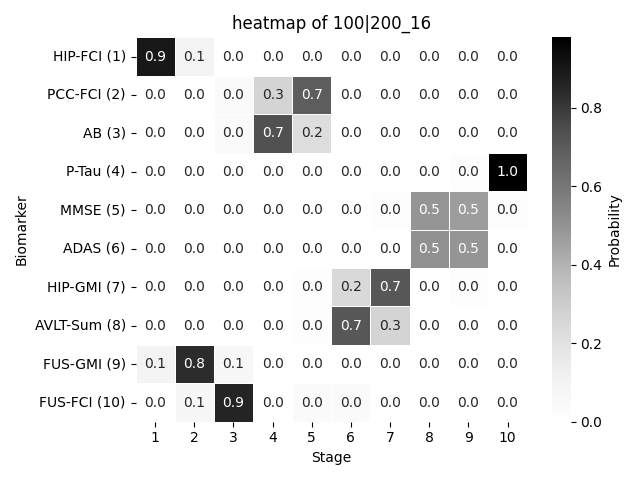 heatmap of 100|200_16
HIP-FCI (1) 0.9 0.1 0.0 0.0 0.0 0.0 0.0 0.0 0.0 0.0
PCC-FCI (2) 0.0 0.0 0.0 0.3 0.7 0.0 0.0 0.0 0.0 0.0
AB (3) 0.0 0.0 0.0 0.7 0.2 0.0 0.0 0.0 0.0 0.0
P-Tau (4) 0.0 0.0 0.0 0.0 0.0 0.0 0.0 0.0 0.0 1.0
MMSE (5) 0.0 0.0 0.0 0.0 0.0 0.0 0.0 0.5 0.5 0.0
ADAS (6) 0.0 0.0 0.0 0.0 0.0 0.0 0.0 0.5 0.5 0.0
HIP-GMI (7) 0.0 0.0 0.0 0.0 0.0 0.2 0.7 0.0 0.0 0.0
AVLT-Sum (8) 0.0 0.0 0.0 0.0 0.0 0.7 0.3 0.0 0.0 0.0
FUS-GMI (9) 0.1 0.8 0.1 0.0 0.0 0.0 0.0 0.0 0.0 0.0
FUS-FCI (10) 0.0 0.1 0.9 0.0 0.0 0.0 0.0 0.0 0.0 0.0
1 2 3 4 5 6 7 8 9 10
Stage
Biomarker
0.8
0.6
0.4
0.2
0.0
Probability